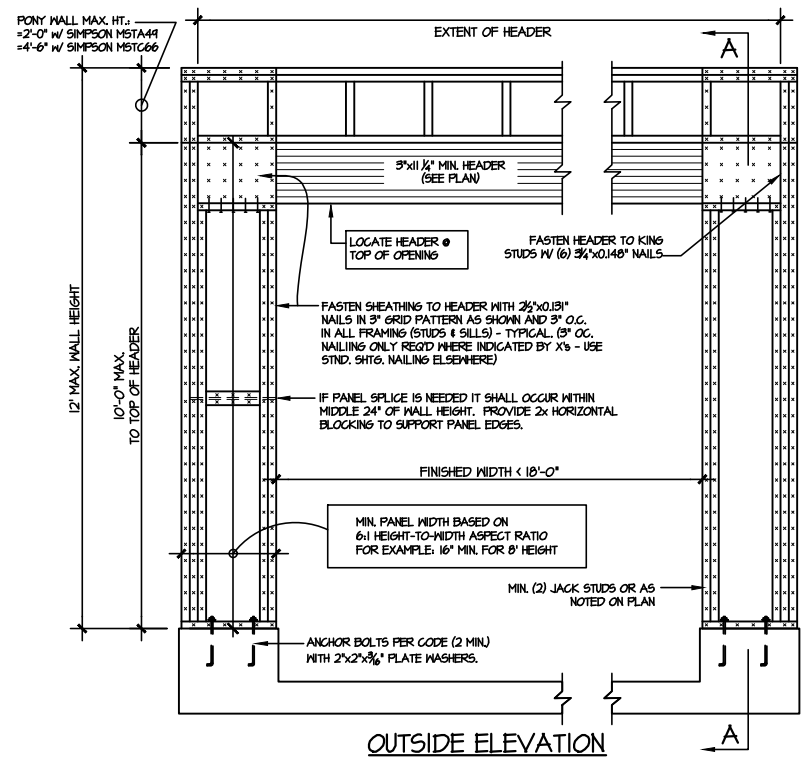 PONY WALL MAX. HT.:
=2'-0" W/ SIMPSON MSTA49
=4'-6" W/ SIMPSON MSTC66
EXTENT OF HEADER
A
3"x11 1/4" MIN. HEADER
(SEE PLAN)
LOCATE HEADER @
TOP OF OPENING
FASTEN HEADER TO KING
STUDS W/ (6) 3 1/4"x0.148" NAILS
12' MAX. WALL HEIGHT
10'-0" MAX.
TO TOP OF HEADER
FASTEN SHEATHING TO HEADER WITH 2 1/2"x0.131"
NAILS IN 3" GRID PATTERN AS SHOWN AND 3" O.C.
IN ALL FRAMING (STUDS & SILLS) - TYPICAL. (3" OC.
NAILIING ONLY REQ'D WHERE INDICATED BY X's - USE
STND. SHTG. NAILING ELSEWHERE)
IF PANEL SPLICE IS NEEDED IT SHALL OCCUR WITHIN
MIDDLE 24" OF WALL HEIGHT. PROVIDE 2x HORIZONTAL
BLOCKING TO SUPPORT PANEL EDGES.
FINISHED WIDTH < 18'-0"
MIN. PANEL WIDTH BASED ON
6:1 HEIGHT-TO-WIDTH ASPECT RATIO
FOR EXAMPLE: 16" MIN. FOR 8' HEIGHT
MIN. (2) JACK STUDS OR AS
NOTED ON PLAN
ANCHOR BOLTS PER CODE (2 MIN.)
WITH 2"x2"x3/16" PLATE WASHERS.
A
OUTSIDE ELEVATION